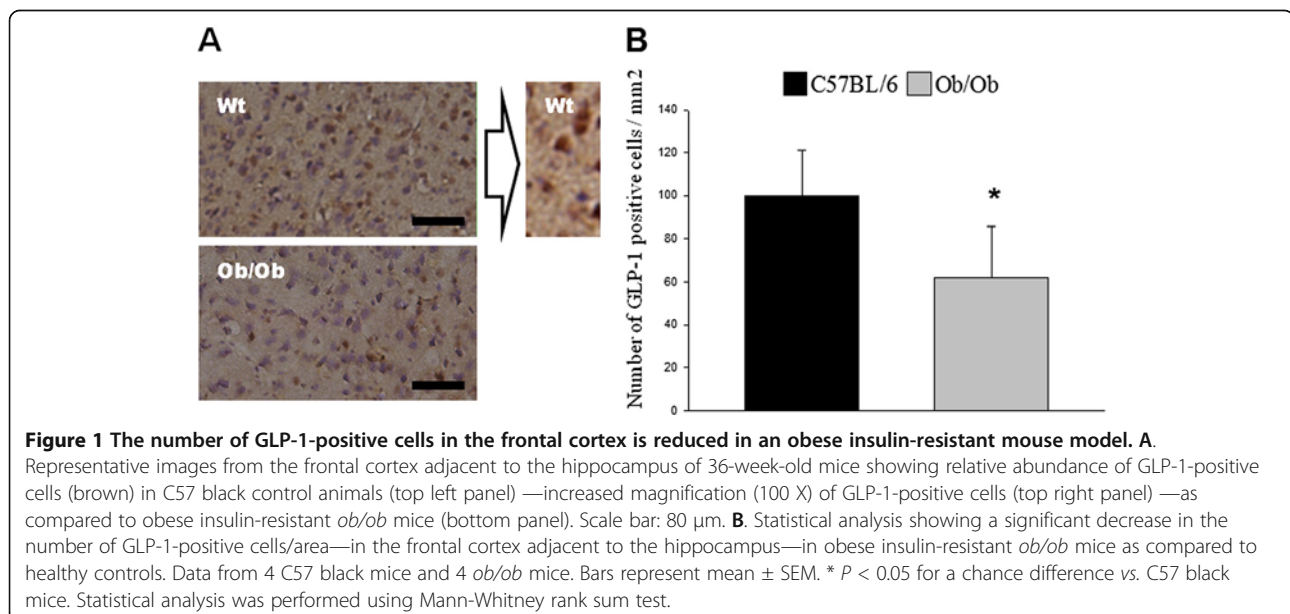 A
B
Wt
Wt
Ob/Ob
C57BL/6 Ob/Ob
Number of GLP-1 positive cells / mm2
140
120
100
80
60
40
20
0
*
Figure 1 The number of GLP-1-positive cells in the frontal cortex is reduced in an obese insulin-resistant mouse model. A.
Representative images from the frontal cortex adjacent to the hippocampus of 36-week-old mice showing relative abundance of GLP-1-positive
cells (brown) in C57 black control animals (top left panel) —increased magnification (100 X) of GLP-1-positive cells (top right panel) —as
compared to obese insulin-resistant ob/ob mice (bottom panel). Scale bar: 80 μm. B. Statistical analysis showing a significant decrease in the
number of GLP-1-positive cells/area—in the frontal cortex adjacent to the hippocampus—in obese insulin-resistant ob/ob mice as compared to
healthy controls. Data from 4 C57 black mice and 4 ob/ob mice. Bars represent mean ± SEM. * P < 0.05 for a chance difference vs. C57 black
mice. Statistical analysis was performed using Mann-Whitney rank sum test.